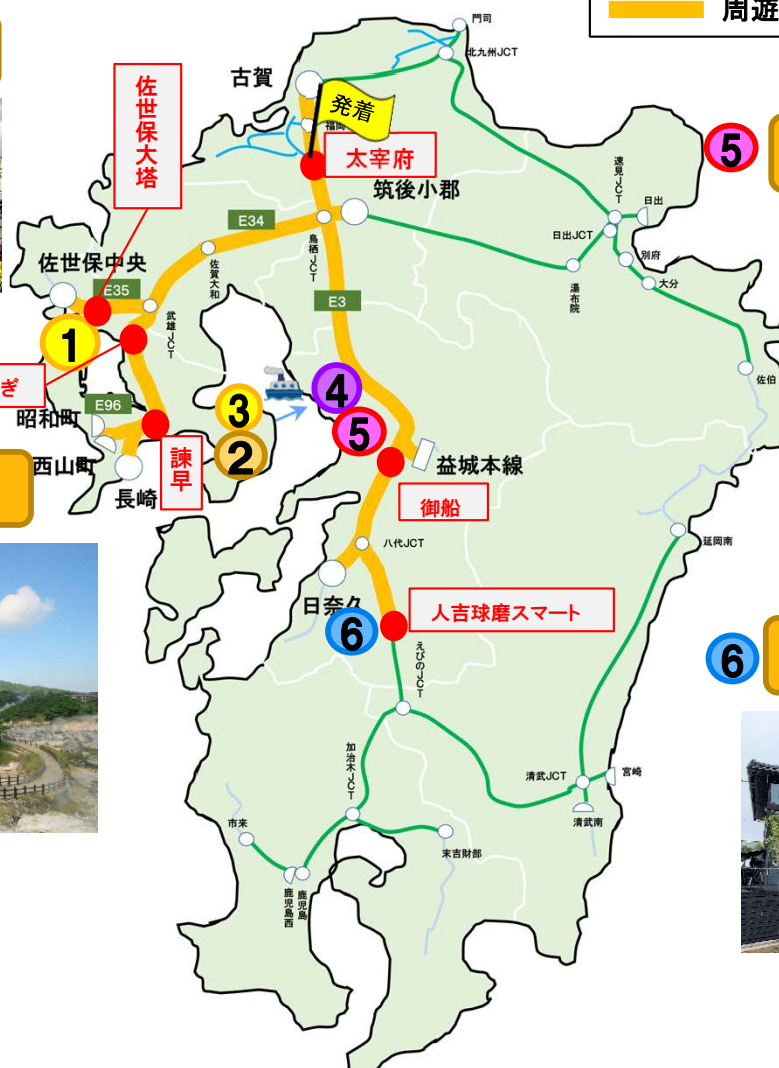 周遊
門司
北九州JCT
古賀
発着
福岡
太宰府
佐世保大塔
筑後小郡
5
速見JCT
日出
日出JCT
別府
大分
湯布院
佐伯
E34
鳥栖JCT
佐賀大和
佐世保中央
E35
武雄JCT
E3
1
ぎ
4
3
5
2
E96
昭和町
西山町
諫早
長崎
益城本線
御船
八代JCT
延岡南
日奈久
人吉球磨スマート
6
えびのJCT
6
加治木JCT
清武JCT
宮崎
清武南
市来
末吉財部
鹿児島西
鹿児島